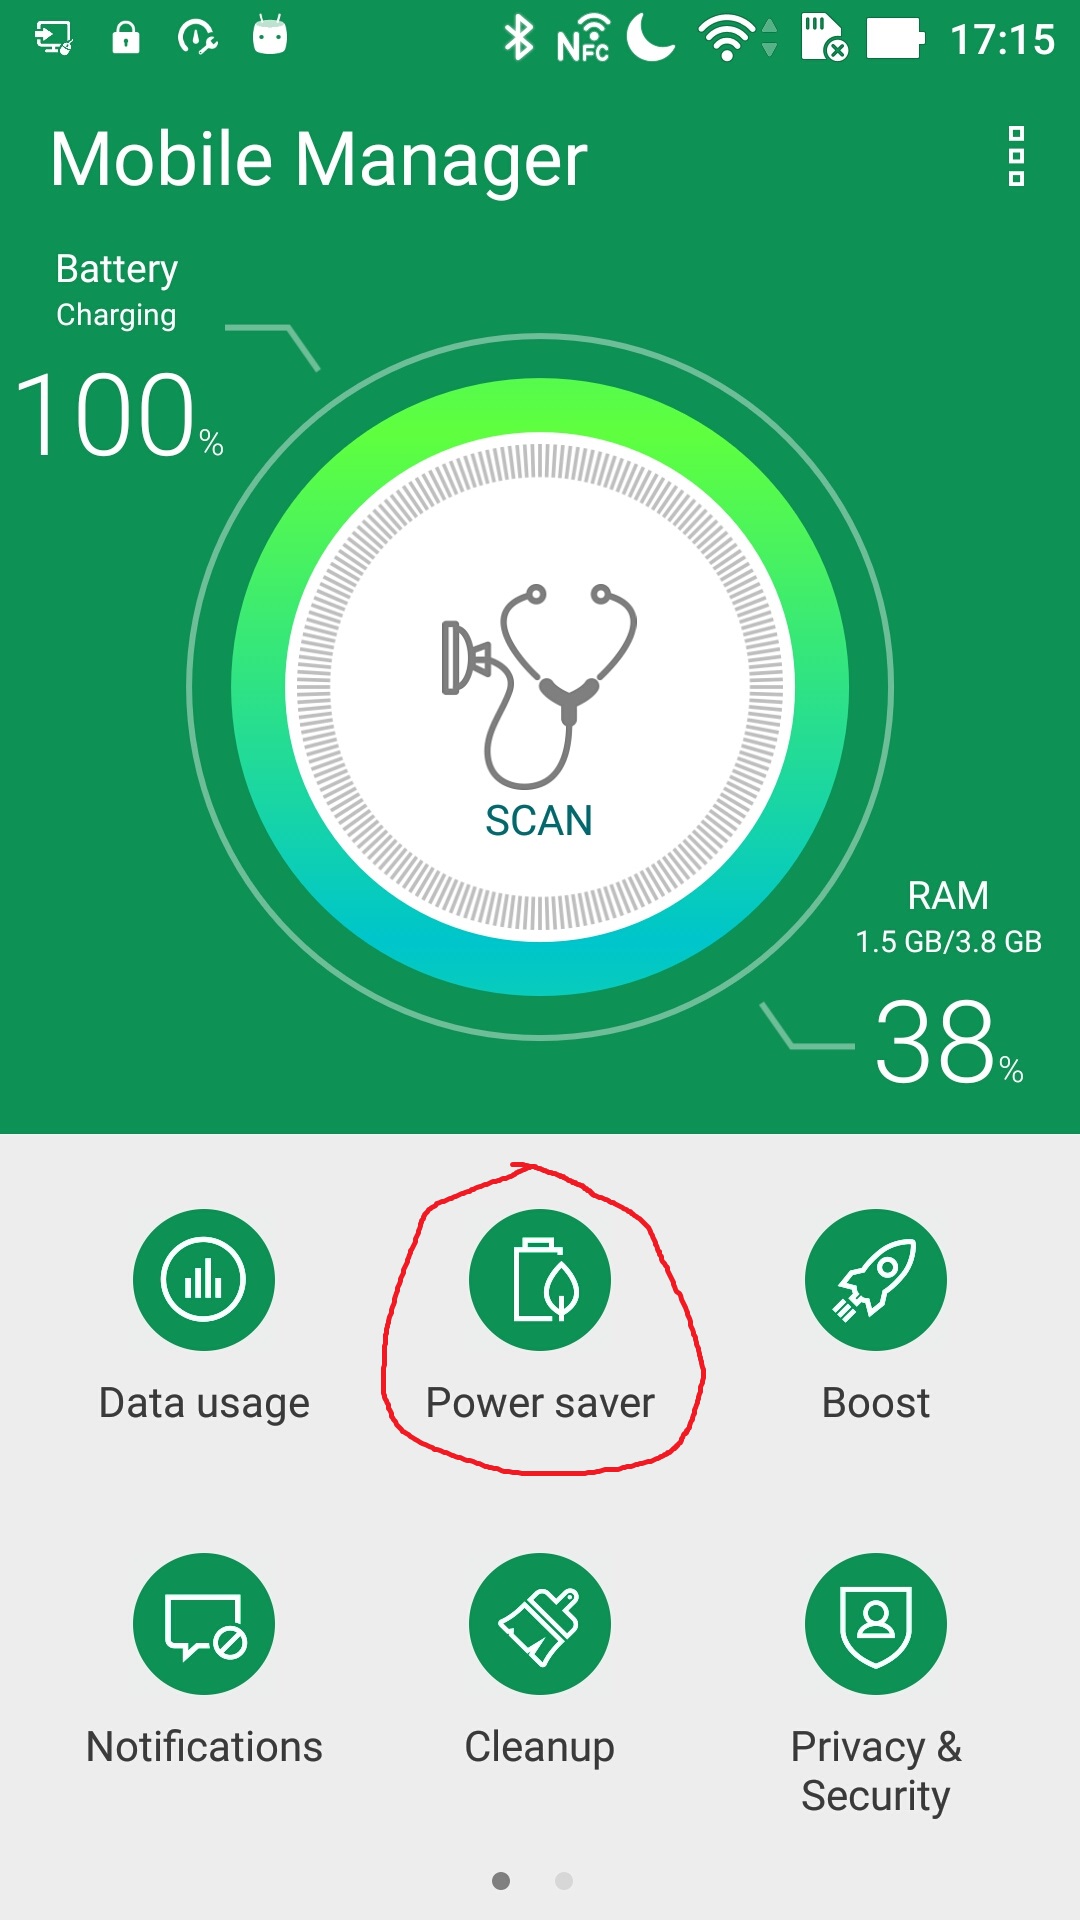 NFC 17:15
Mobile Manager
Battery
Charging
100%
SCAN
RAM
1.5 GB/3.8 GB
38%
Data usage
Power saver
Boost
Notifications
Cleanup
Privacy &
Security